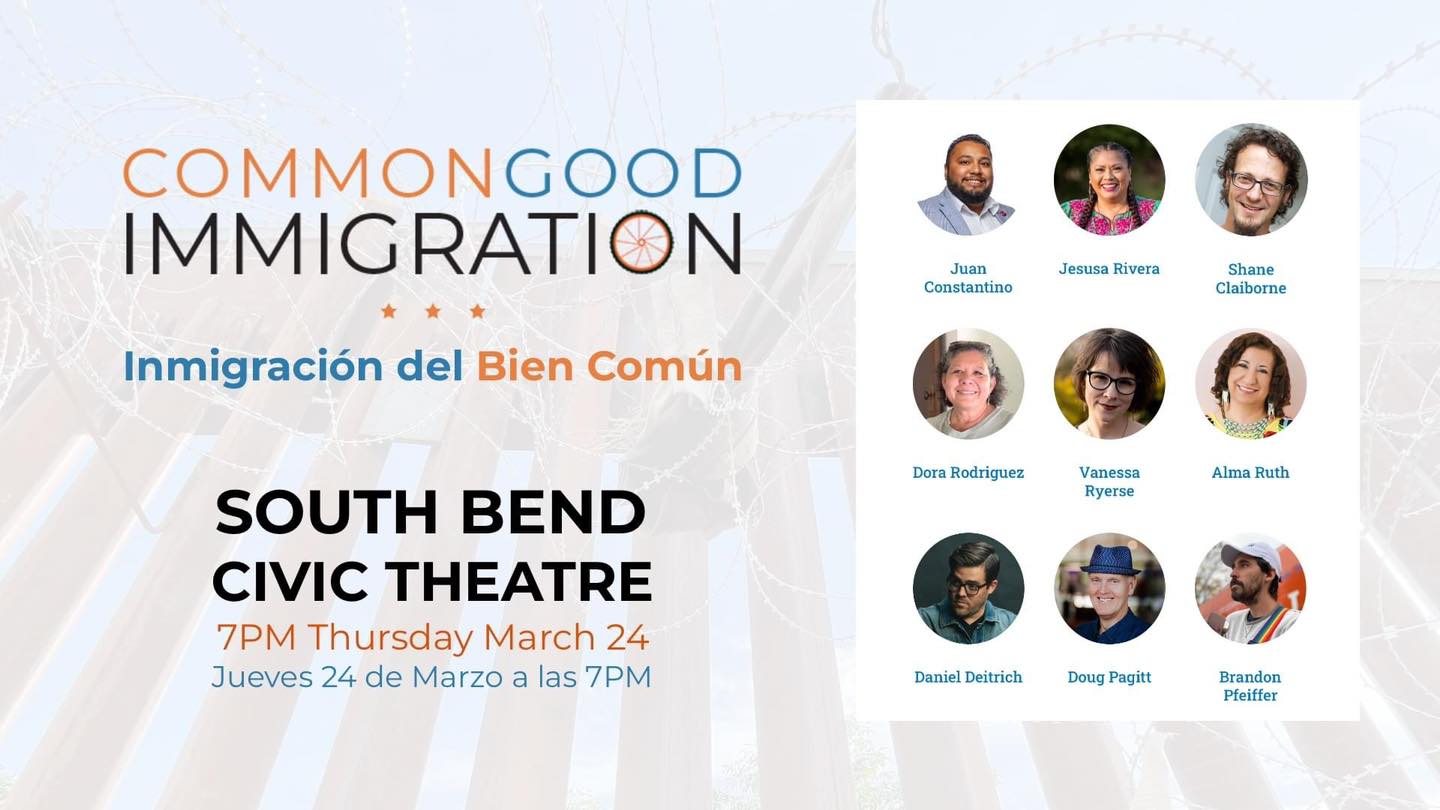 COMMONGOOD
IMMIGRATION
Inmigración del Bien Común
SOUTH BEND
CIVIC THEATRE
7PM Thursday March 24
Jueves 24 de Marzo a las 7PM
Juan
Constantino
Jesusa Rivera
Shane
Claiborne
Dora Rodriguez
Vanessa
Ryerse
Alma Ruth
Daniel Deitrich
Doug Pagitt
Brandon
Pfeiffer